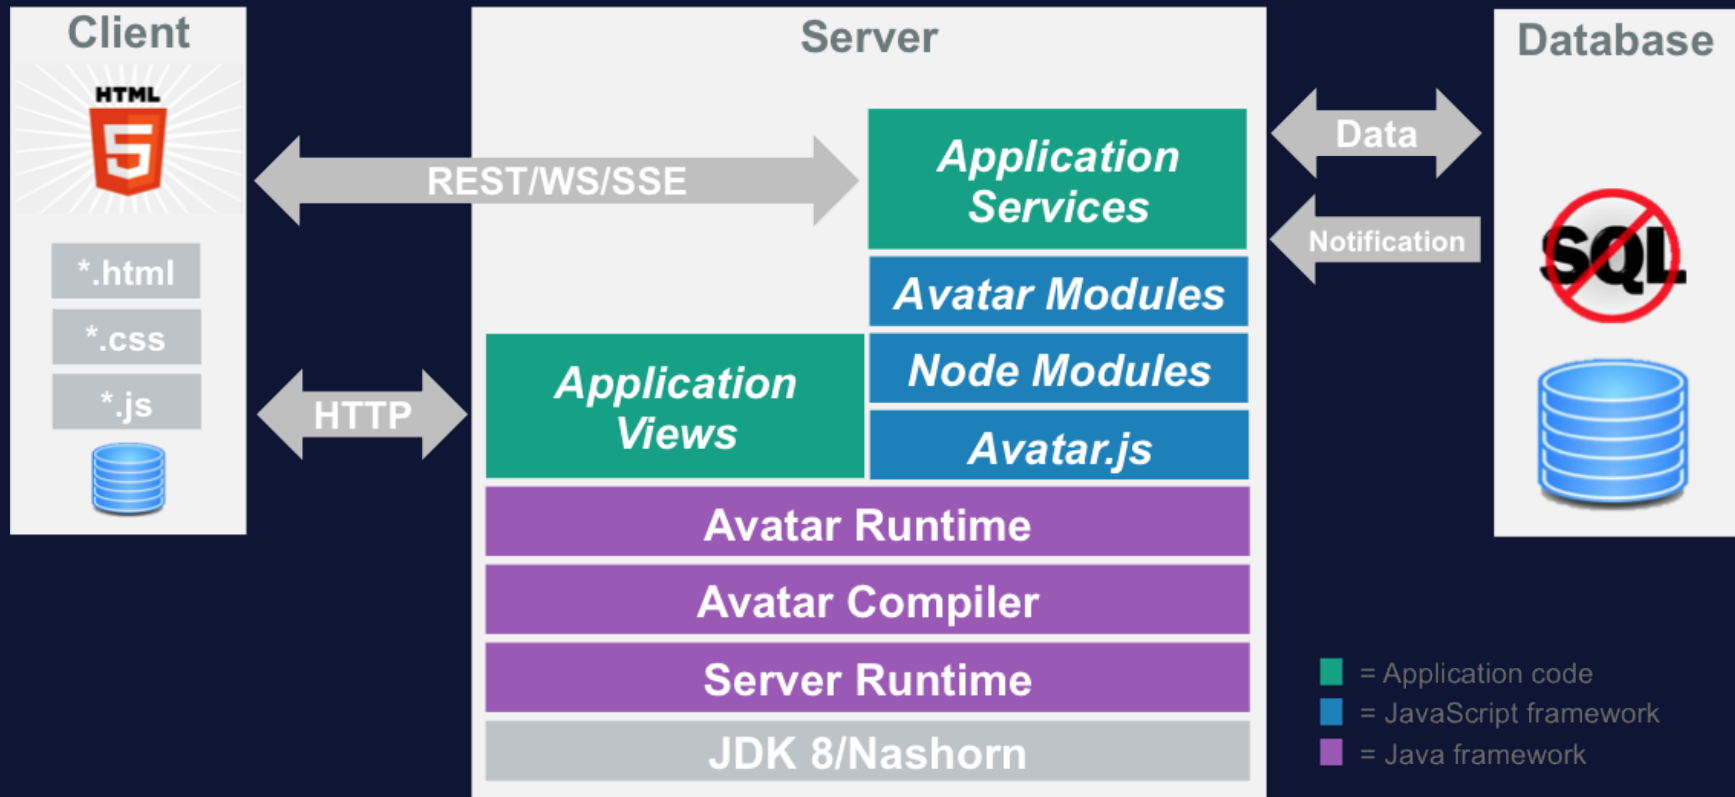 Client
HTML
5
*.html
*.css
*.js
REST/WS/SSE
HTTP
Server
Application
Services
Avatar Modules
Node Modules
Avatar.js
Application
Views
Avatar Runtime
Avatar Compiler
Server Runtime
JDK 8/Nashorn
Data
Notification
Database
SQL
= Application code
= JavaScript framework
= Java framework